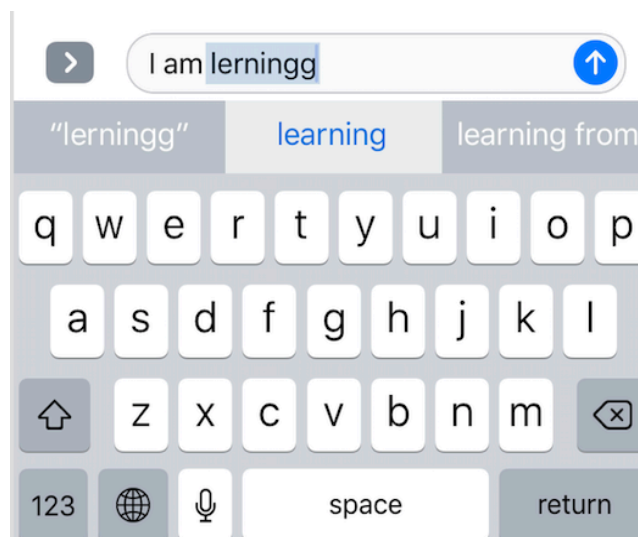 I am lerningg
“lerningg” learning learning from
q w e r t y u i o p
a s d f g h j k l
z x c v b n m
123 space return